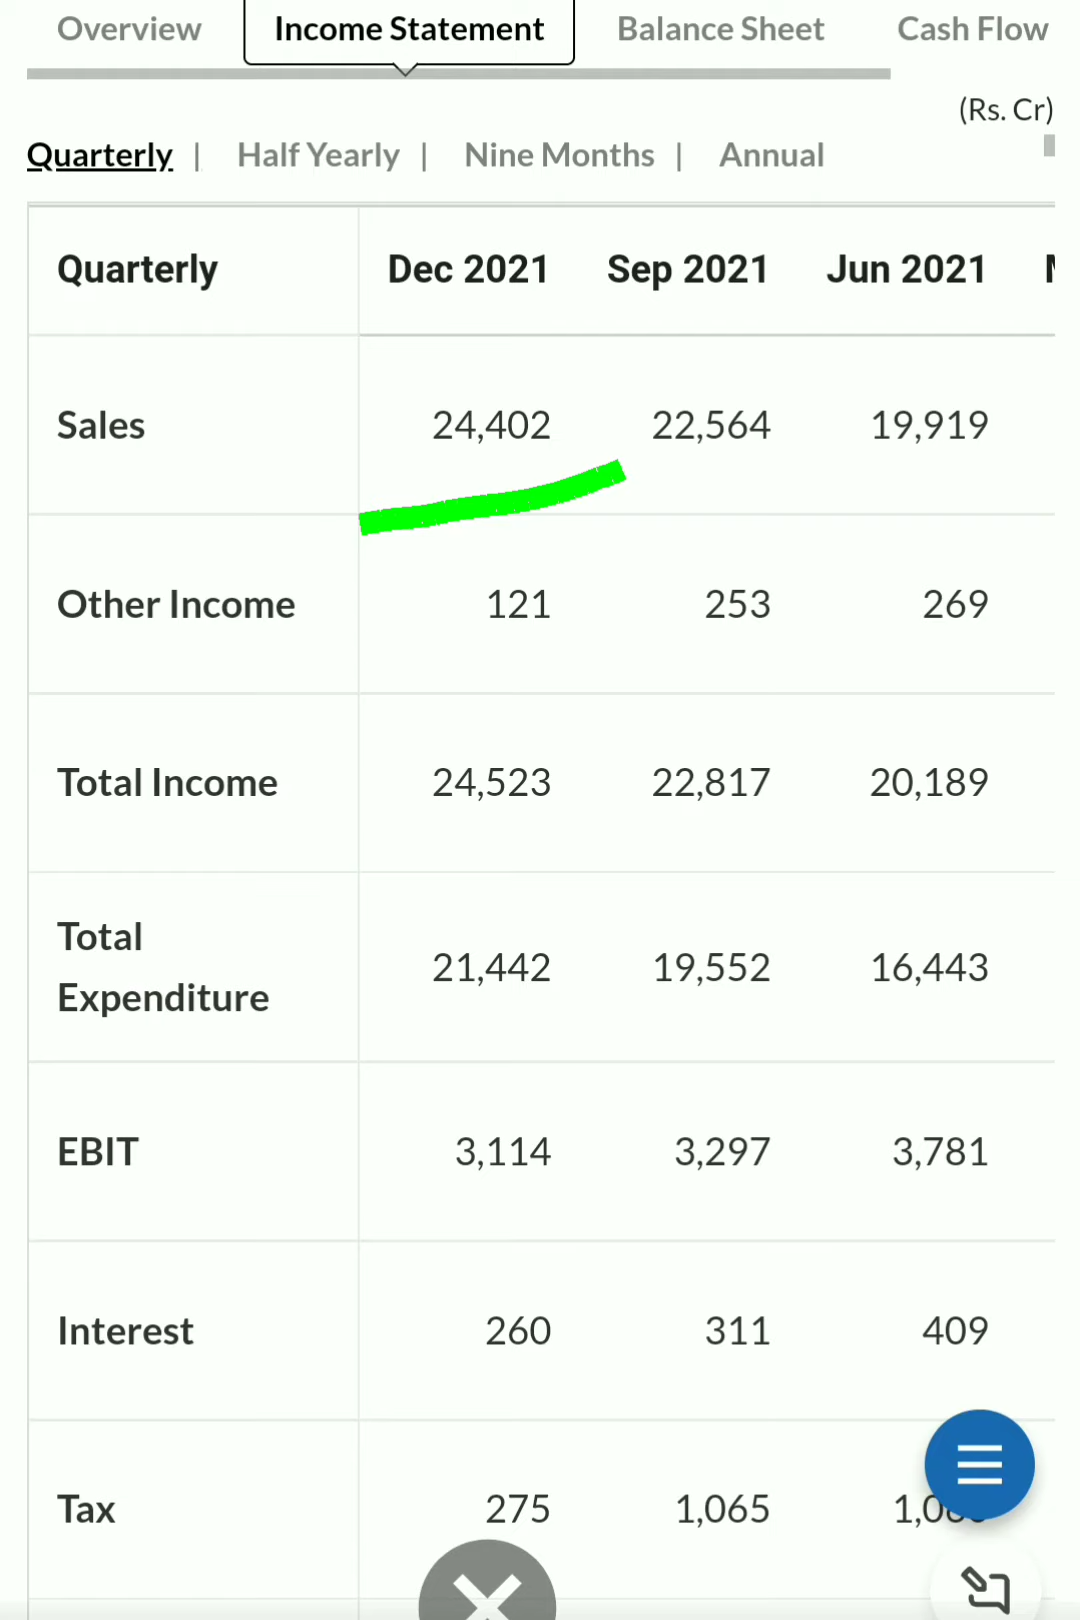 Overview Income Statement Balance Sheet Cash Flow
(Rs. Cr)
Quarterly | Half Yearly | Nine Months | Annual
Quarterly Dec 2021 Sep 2021 Jun 2021
Sales 24,402 22,564 19,919
Other Income 121 253 269
Total Income 24,523 22,817 20,189
Total
Expenditure 21,442 19,552 16,443
EBIT 3,114 3,297 3,781
Interest 260 311 409
Tax 275 1,065